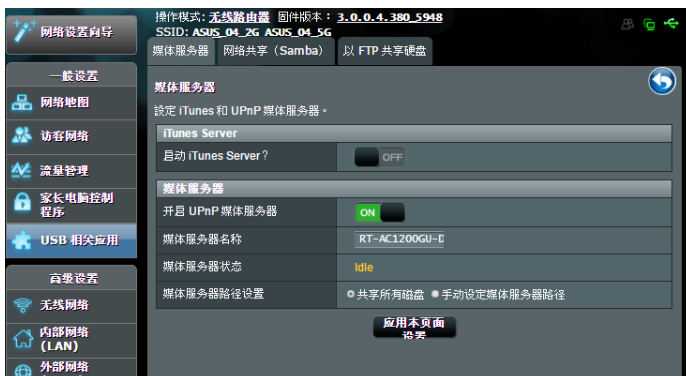 网络设置向导
操作模式: 无线路由器 固件版本: 3.0.0.4.380_5948
SSID: ASUS_04_2G ASUS_04_5G
媒体服务器 网络共享（Samba） 以 FTP 共享硬盘
一般设置
网络地图
访客网络
流量管理
家长电脑控制
程序
USB 相关应用
高级设置
无线网络
内部网络
(LAN)
外部网络
媒体服务器
設定 iTunes 和 UPnP 媒体服务器。
iTunes Server
启动 iTunes Server？
OFF
媒体服务器
开启 UPnP 媒体服务器
ON
媒体服务器名称
RT-AC1200GU-D
媒体服务器状态
Idle
媒体服务器路径设置
共享所有磁盘 手动设定媒体服务器路径
应用本页面
设置